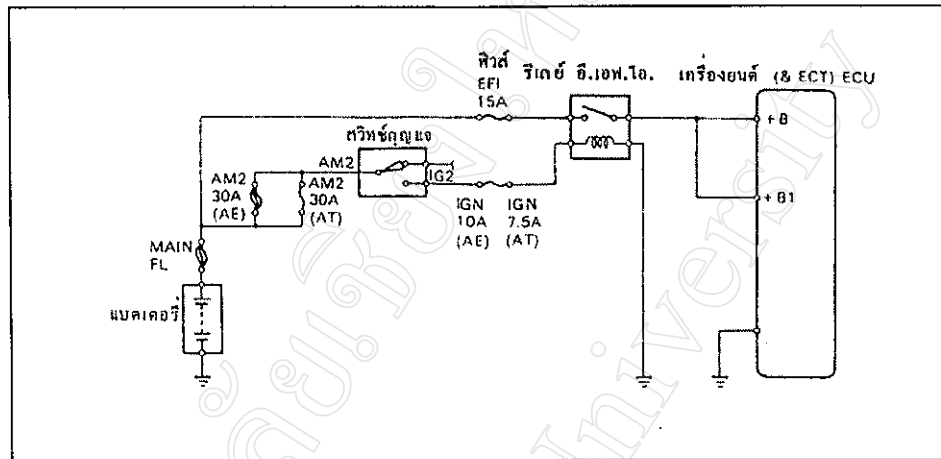 ฟิวส์
EFI
15A
รีเลย์ อี.เอฟ.ไอ.
เครื่องยนต์ (& ECT) ECU
+B
สวิทซ์กุญแจ
AM2
IG2
AM2
30A
(AE)
AM2
30A
(AT)
IGN
10A
(AE)
IGN
7.5A
(AT)
+B1
MAIN
FL
แบตเตอรี่
University